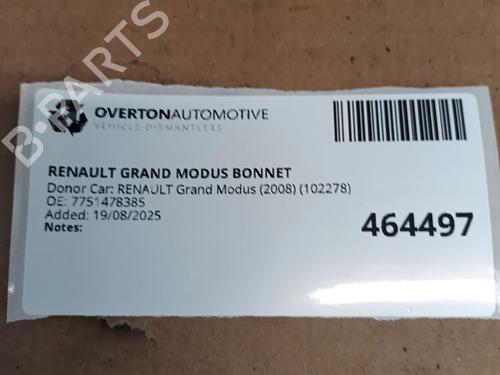 B-PARTS
OVERTONAUTOMOTIVE
VEHICLE DISMANTLERS
RENAULT GRAND MODUS BONNET
Donor Car: RENAULT Grand Modus (2008) (102278)
OE: 7751478385
Added: 19/08/2025
Notes:
464497